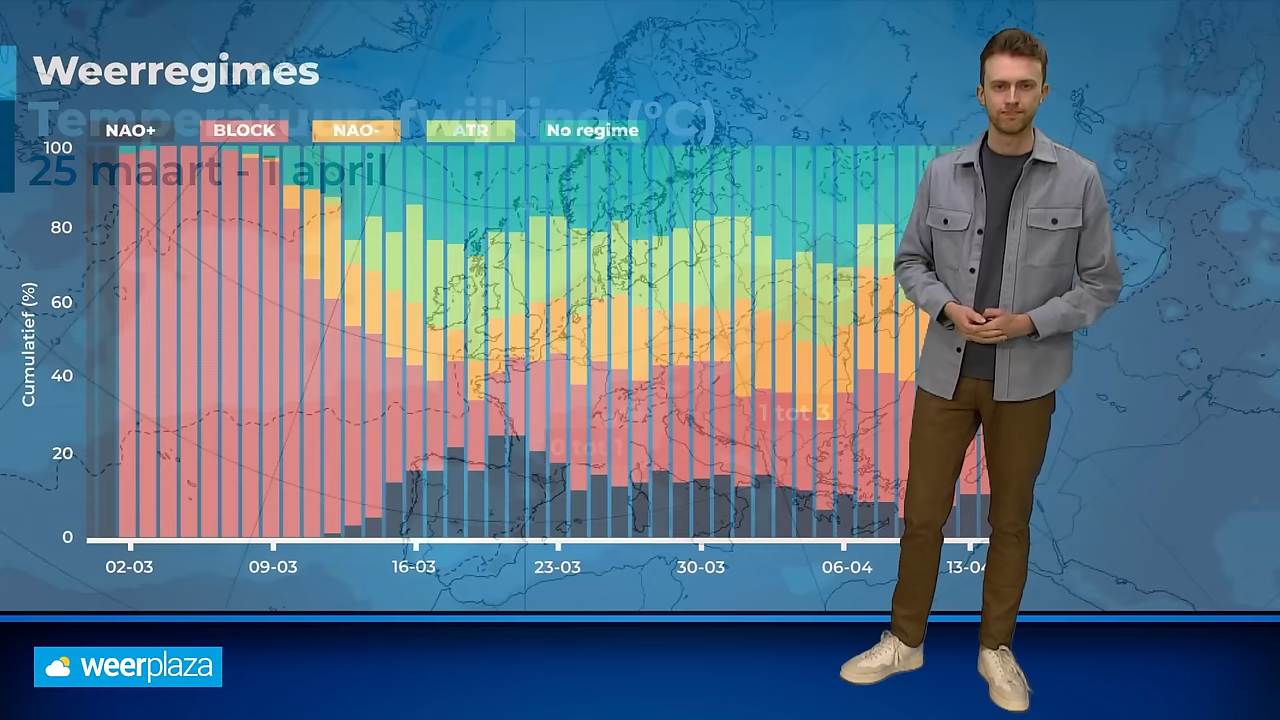 Weerregimes
Temperatuurafwijking (°C)
NAO+ BLOCK NAO- ATR No regime
25 maart - 1 april
Cumulatief (%)
100
80
60
40
20
0
1 tot 3
0 tot 1
02-03 09-03 16-03 23-03 30-03 06-04 13-04
weerplaza